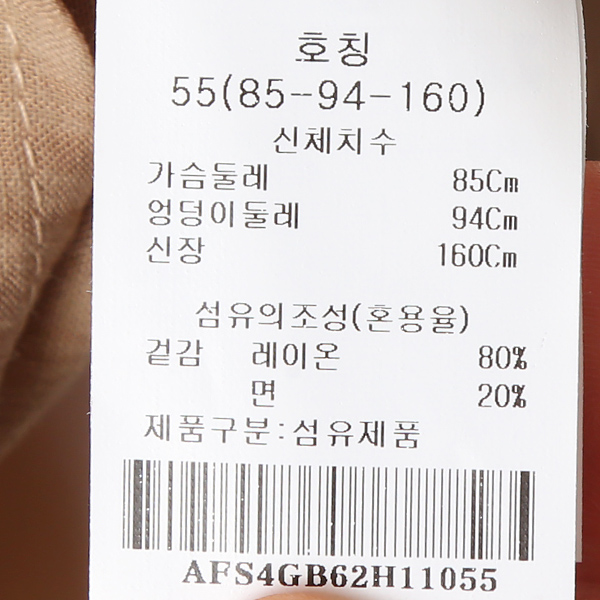 호칭
55(85-94-160)
신체치수
가슴둘레 85Cm
엉덩이둘레 94Cm
신장 160Cm
섬유의조성(혼용율)
겉감 레이온 80%
면 20%
제품구분:섬유제품
AFS4GB62H11055